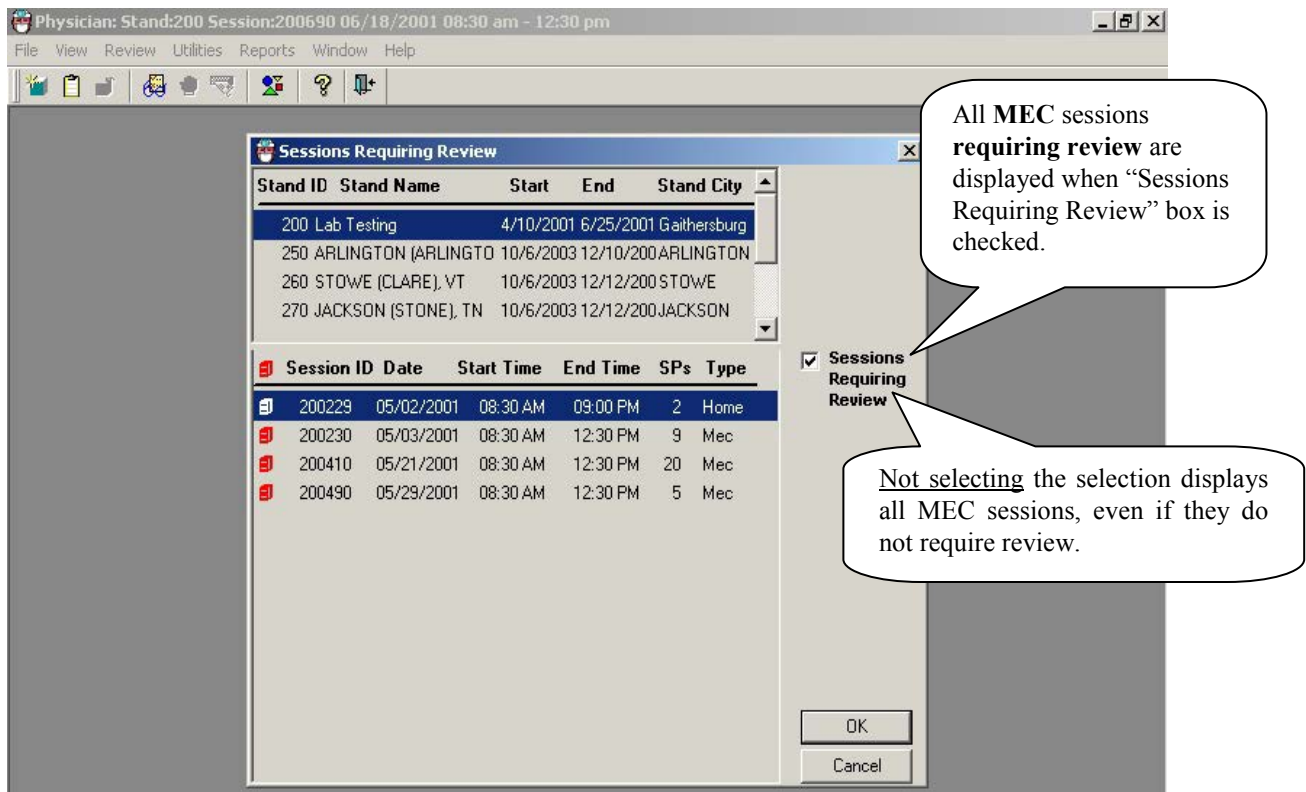 Physician: Stand:200 Session:200690 06/18/2001 08:30 am - 12:30 pm
File View Review Utilities Reports Window Help
All MEC sessions
requiring review are
displayed when “Sessions
Requiring Review” box is
checked.
Sessions Requiring Review
Stand ID Stand Name Start End Stand City
200 Lab Testing 4/10/2001 6/25/2001 Gaithersburg
250 ARLINGTON (ARLINGTO 10/6/2003 12/10/200 ARLINGTON
260 STOWE (CLARE), VT 10/6/2003 12/12/200 STOWE
270 JACKSON (STONE), TN 10/6/2003 12/12/200 JACKSON
Session ID Date Start Time End Time SPs Type
200229 05/02/2001 08:30 AM 09:00 PM 2 Home
200230 05/03/2001 08:30 AM 12:30 PM 9 Mec
200410 05/21/2001 08:30 AM 12:30 PM 20 Mec
200490 05/29/2001 08:30 AM 12:30 PM 5 Mec
Sessions
Requiring
Review
Not selecting the selection displays
all MEC sessions, even if they do
not require review.
OK
Cancel